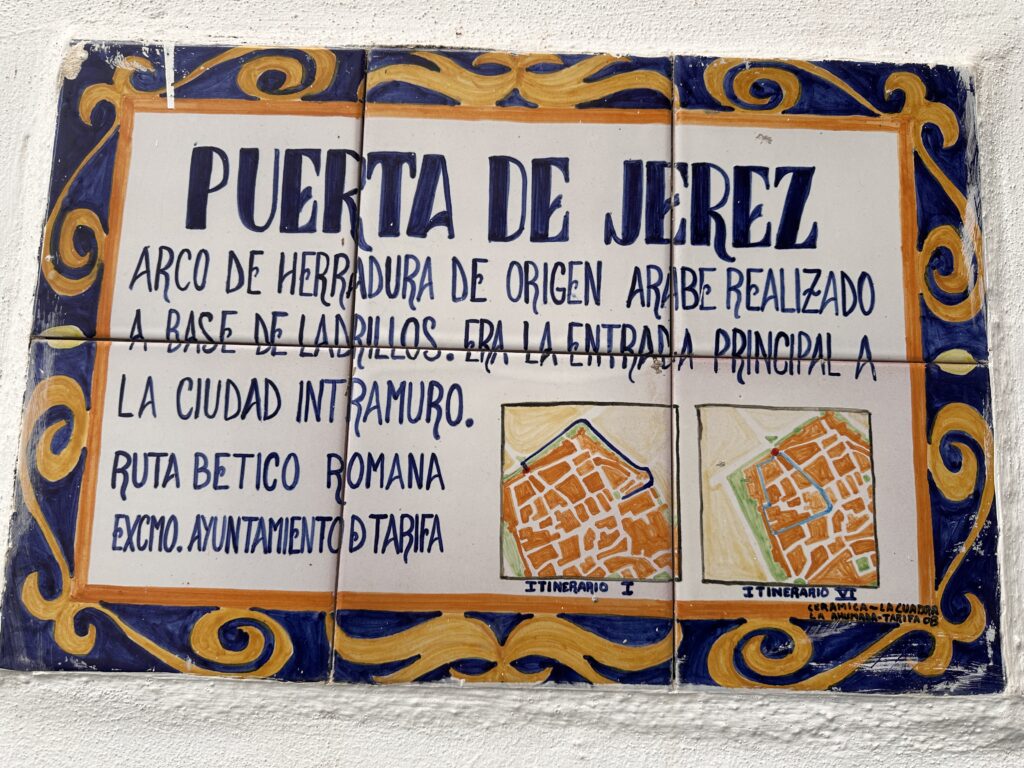 PUERTA DE JEREZ
ARCO DE HERRADURA DE ORIGEN ARABE REALIZADO
A BASE DE LADRILLOS. ERA LA ENTRADA PRINCIPAL A
LA CIUDAD INTRAMURO.
RUTA BETICO ROMANA
EXCMO. AYUNTAMIENTO D TARIFA
ITINERARIO I
ITINERARIO VI
CERAMICA-LA CUADRA
LA AHUMADA-TARIFA 08